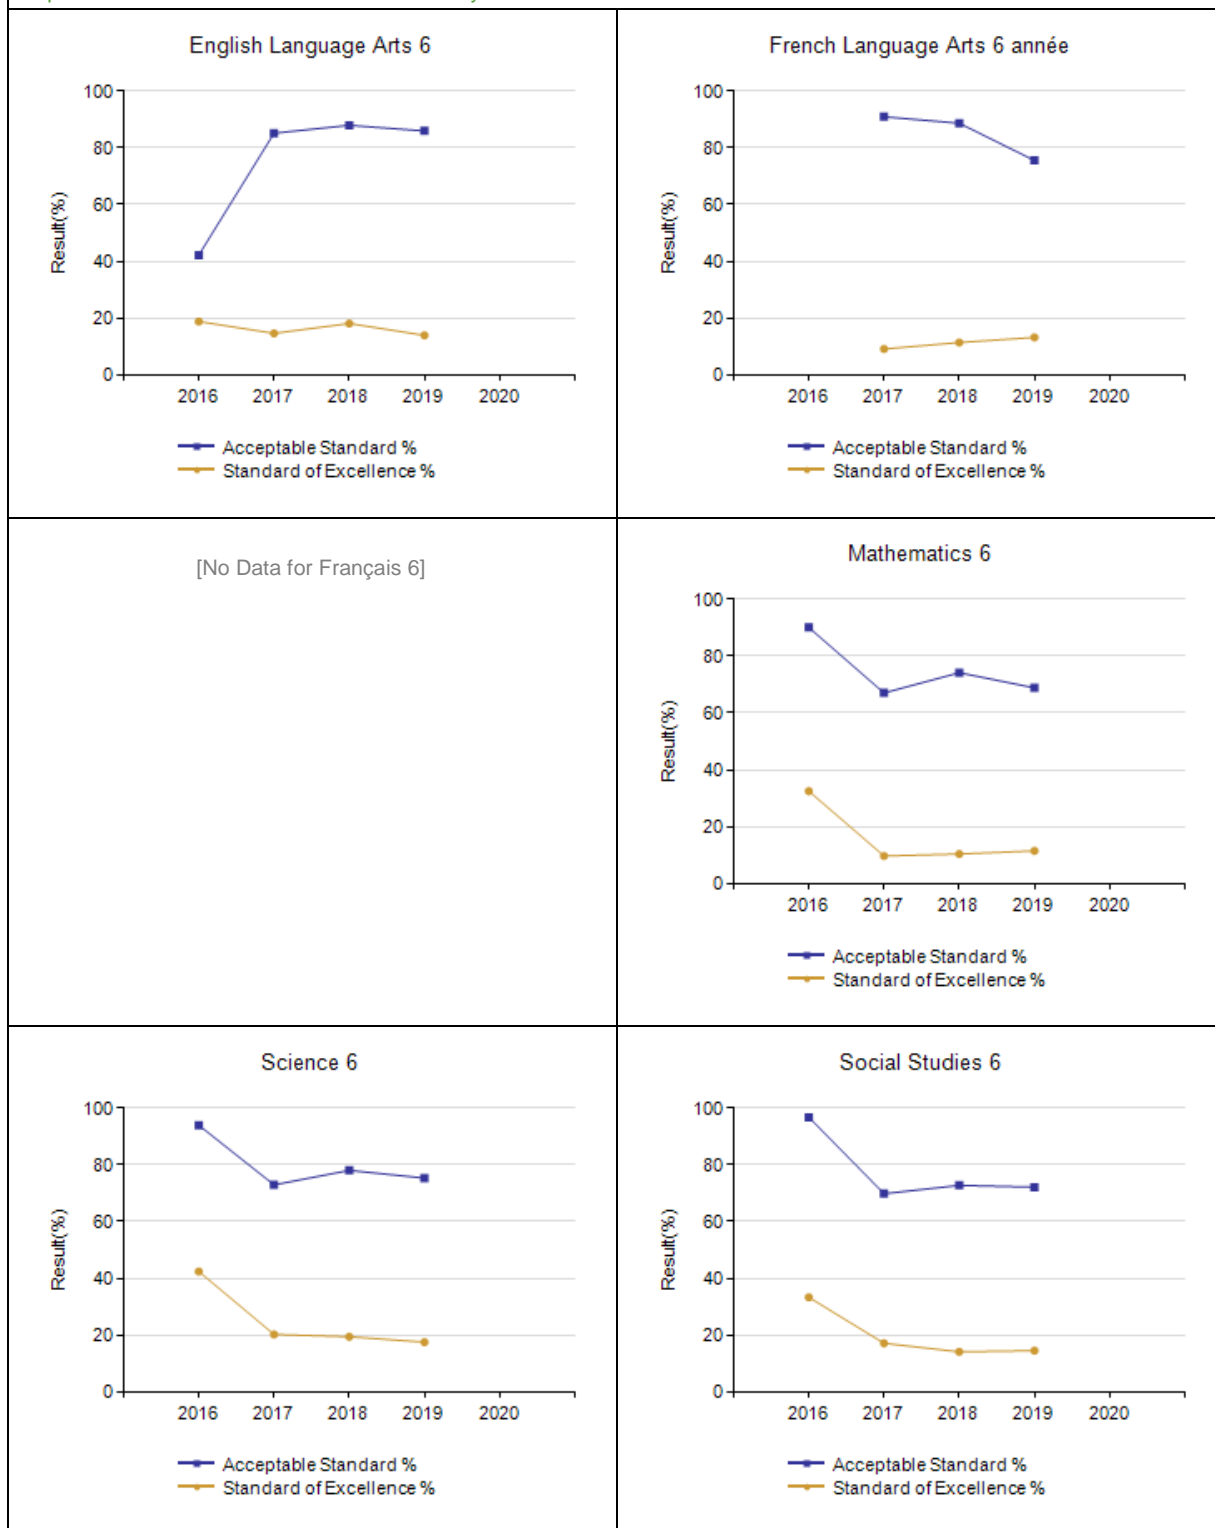 English Language Arts 6
100
80
60
40
20
0
Result(%)
2016 2017 2018 2019 2020
Acceptable Standard %
Standard of Excellence %
French Language Arts 6 année
100
80
60
40
20
0
Result(%)
2016 2017 2018 2019 2020
Acceptable Standard %
Standard of Excellence %
[No Data for Français 6]
Mathematics 6
100
80
60
40
20
0
Result(%)
2016 2017 2018 2019 2020
Acceptable Standard %
Standard of Excellence %
Science 6
100
80
60
40
20
0
Result(%)
2016 2017 2018 2019 2020
Acceptable Standard %
Standard of Excellence %
Social Studies 6
100
80
60
40
20
0
Result(%)
2016 2017 2018 2019 2020
Acceptable Standard %
Standard of Excellence %